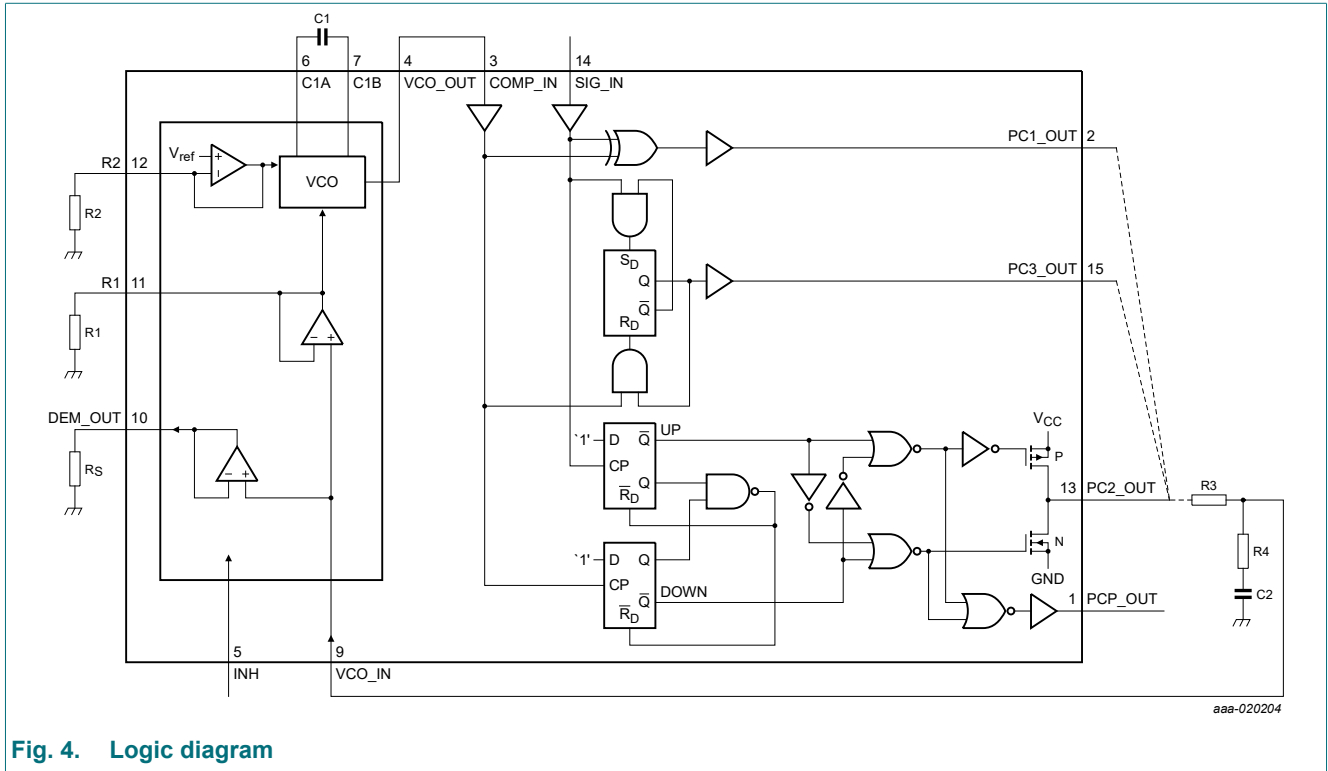 C1
6 7 4 3 14
C1A C1B VCO_OUT COMP_IN SIG_IN
PC1_OUT 2
R2 12
Vref
+
−
VCO
R2
SD
Q
Q̅
RD
PC3_OUT 15
R1 11
R1
− +
DEM_OUT 10
RS
− +
'1' D Q̅ UP
CP
Q
R̅D
VCC
P
13 PC2_OUT
R3
'1' D Q
CP
Q̅ DOWN
R̅D
N
GND
R4
C2
1 PCP_OUT
5 9
INH VCO_IN
aaa-020204
Fig. 4. Logic diagram